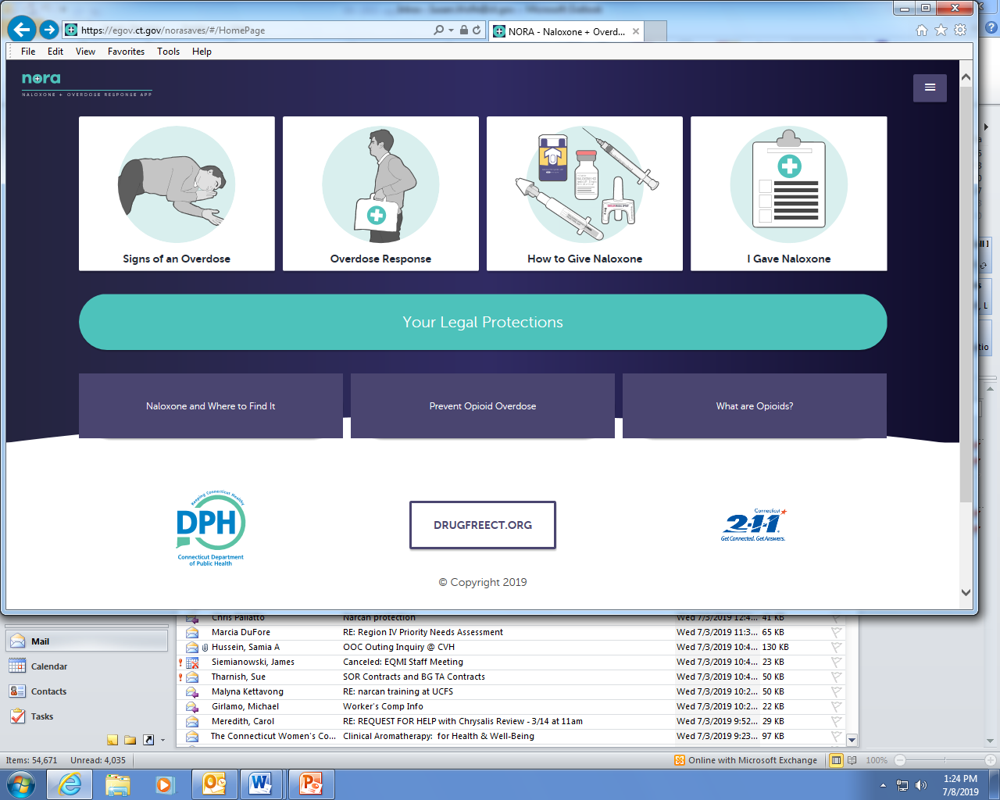 https://egov.ct.gov/norasaves/#/HomePage
NORA - Naloxone + Overd...
File Edit View Favorites Tools Help
nora
NALOXONE + OVERDOSE RESPONSE APP
Signs of an Overdose
Overdose Response
How to Give Naloxone
I Gave Naloxone
Your Legal Protections
Naloxone and Where to Find It
Prevent Opioid Overdose
What are Opioids?
Keeping Connecticut Healthy
DPH
Connecticut Department
of Public Health
DRUGFREECT.ORG
Connecticut
2-1-1
Get Connected. Get Answers.
© Copyright 2019
Chris Pallatto Narcan protection Wed 7/3/2019 12:4... 41 KB
Marcia DuFore RE: Region IV Priority Needs Assessment Wed 7/3/2019 11:3... 65 KB
Hussein, Samia A OOC Outing Inquiry @ CVH Wed 7/3/2019 10:4... 130 KB
Siemianowski, James Canceled: EQMI Staff Meeting Wed 7/3/2019 10:4... 23 KB
Tharnish, Sue SOR Contracts and BG TA Contracts Wed 7/3/2019 10:4... 50 KB
Malyna Kettavong RE: narcan training at UCFS Wed 7/3/2019 10:2... 50 KB
Girlamo, Michael Worker's Comp Info Wed 7/3/2019 10:2... 22 KB
Meredith, Carol RE: REQUEST FOR HELP with Chrysalis Review - 3/14 at 11am Wed 7/3/2019 9:52... 29 KB
The Connecticut Women's Co... Clinical Aromatherapy: for Health & Well-Being Wed 7/3/2019 9:23... 97 KB
Mail
Calendar
Contacts
Tasks
Items: 54,671 Unread: 4,035 Online with Microsoft Exchange 100%
1:24 PM
7/8/2019